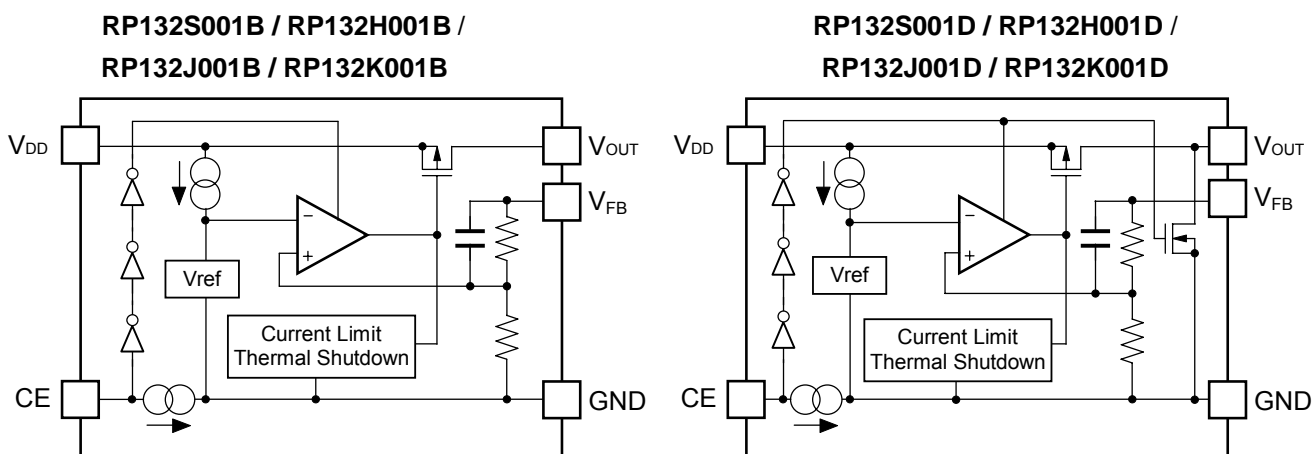 RP132S001B / RP132H001B /
RP132J001B / RP132K001B
VDD
VOUT
VFB
−
+
Vref
Current Limit
Thermal Shutdown
CE
GND
RP132S001D / RP132H001D /
RP132J001D / RP132K001D
VDD
VOUT
VFB
−
+
Vref
Current Limit
Thermal Shutdown
CE
GND